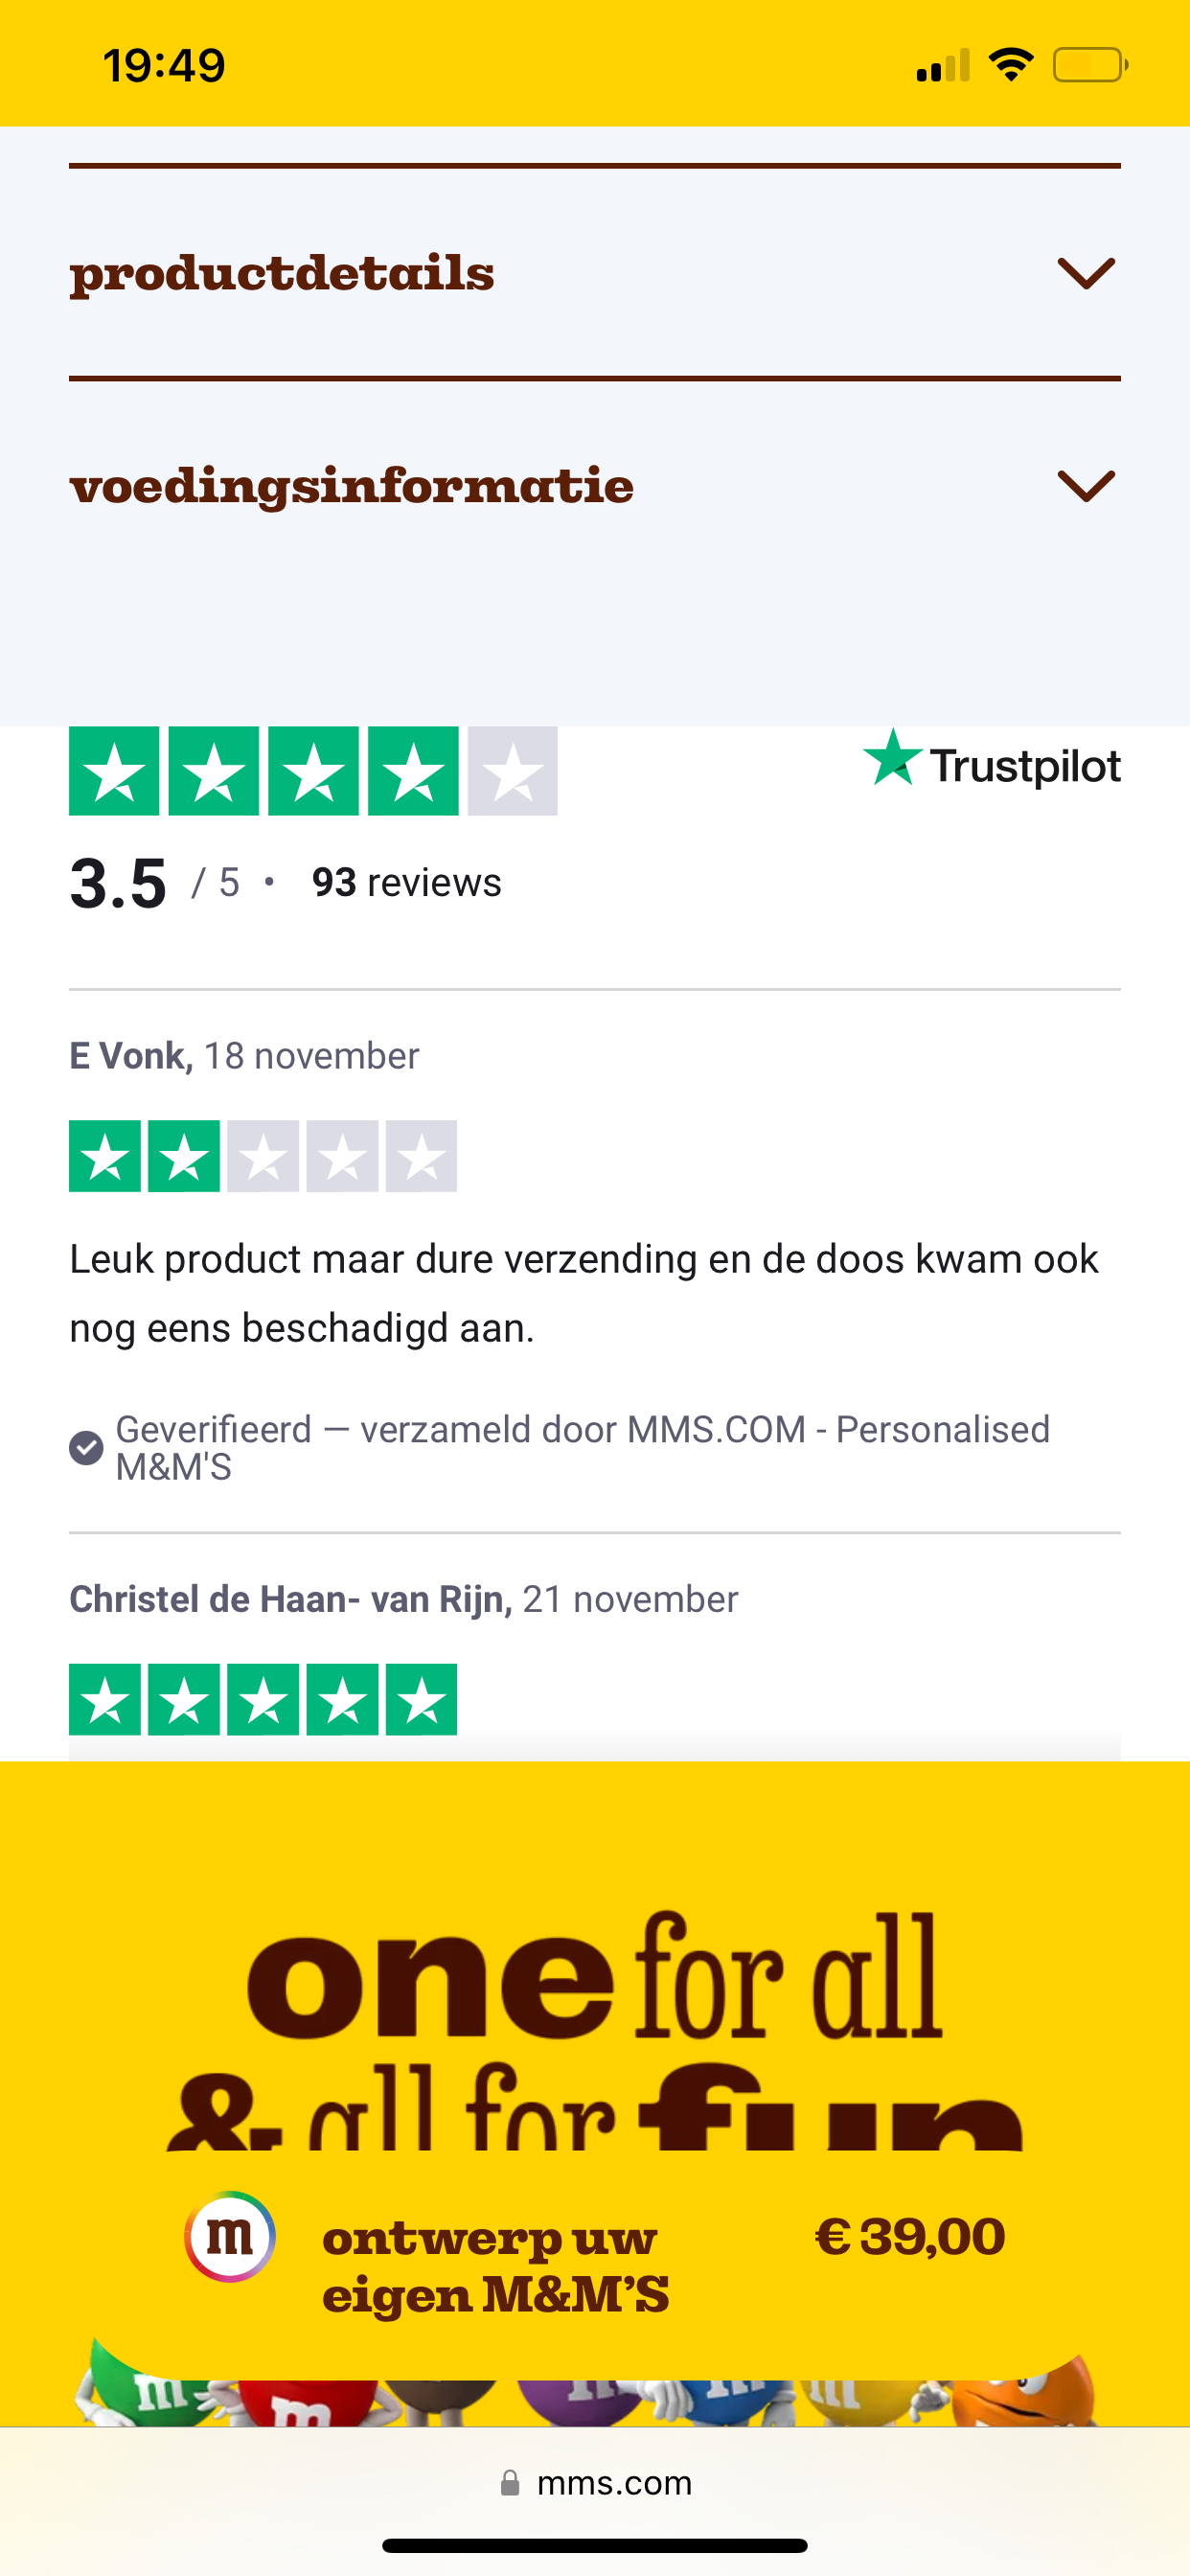 19:49
productdetails
voedingsinformatie
Trustpilot
3.5 / 5 • 93 reviews
E Vonk, 18 november
Leuk product maar dure verzending en de doos kwam ook
nog eens beschadigd aan.
Geverifieerd — verzameld door MMS.COM - Personalised
M&M'S
Christel de Haan- van Rijn, 21 november
one for all
& all for fun
m
ontwerp uw
eigen M&M’S
€ 39,00
m m m m m m
mms.com